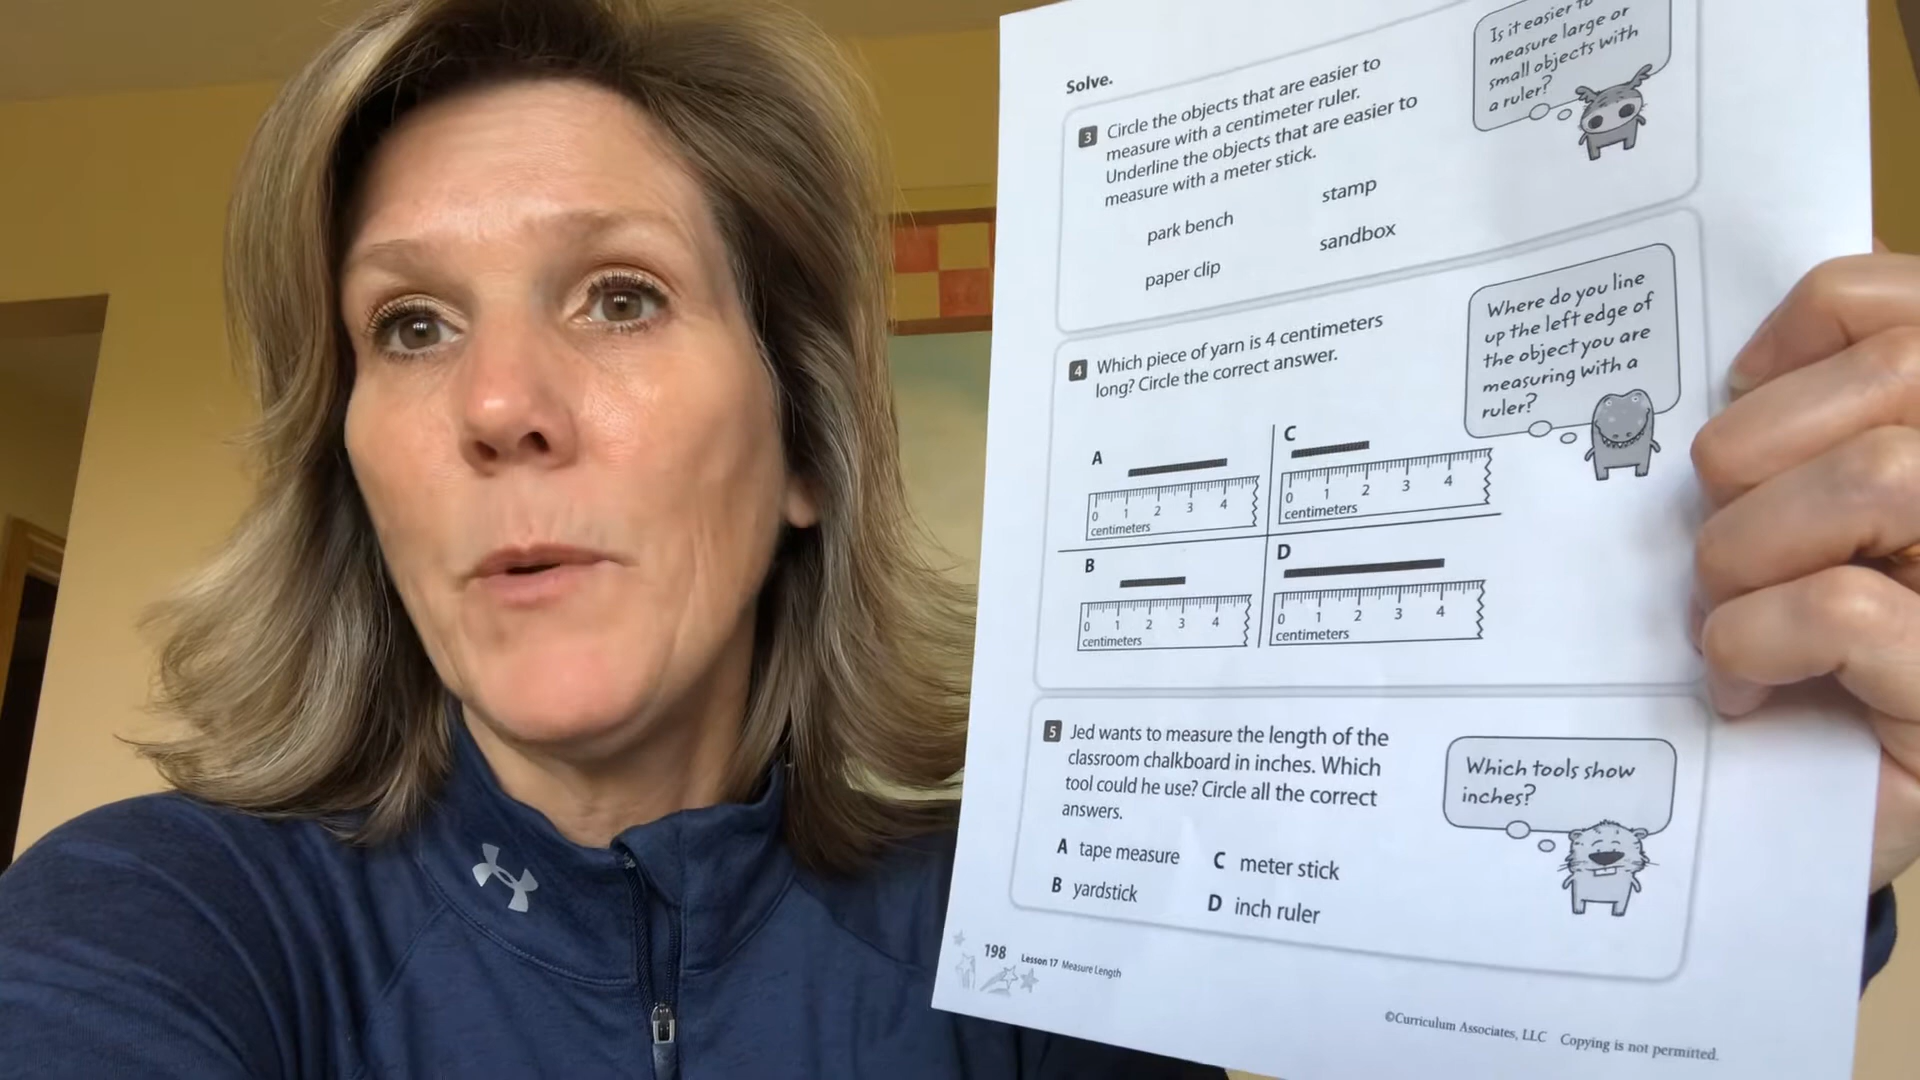 Solve.
3 Circle the objects that are easier to
measure with a centimeter ruler.
Underline the objects that are easier to
measure with a meter stick.
park bench stamp
paper clip sandbox
Is it easier to
measure large or
small objects with
a ruler?
4 Which piece of yarn is 4 centimeters
long? Circle the correct answer.
Where do you line
up the left edge of
the object you are
measuring with a
ruler?
A
0 1 2 3 4
centimeters
C
0 1 2 3 4
centimeters
B
0 1 2 3 4
centimeters
D
0 1 2 3 4
centimeters
5 Jed wants to measure the length of the
classroom chalkboard in inches. Which
tool could he use? Circle all the correct
answers.
A tape measure C meter stick
B yardstick D inch ruler
Which tools show
inches?
198 Lesson 17 Measure Length
©Curriculum Associates, LLC Copying is not permitted.